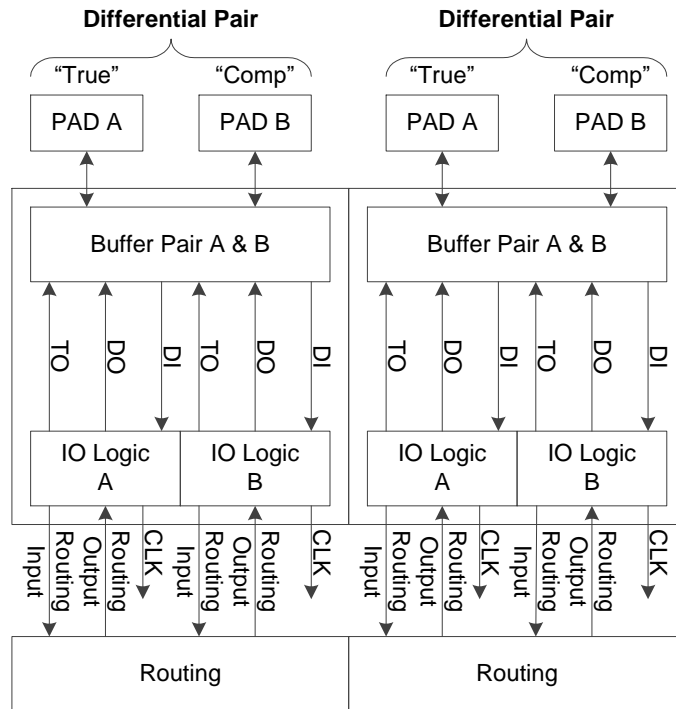 Differential Pair
Differential Pair
“True”
“Comp”
“True”
“Comp”
PAD A
PAD B
PAD A
PAD B
Buffer Pair A & B
Buffer Pair A & B
TO
DO
DI
TO
DO
DI
TO
DO
DI
TO
DO
DI
IO Logic
A
IO Logic
B
IO Logic
A
IO Logic
B
Routing
Input
Routing
Output
CLK
Routing
Input
Routing
Output
CLK
Routing
Input
Routing
Output
CLK
Routing
Input
Routing
Output
CLK
Routing
Routing